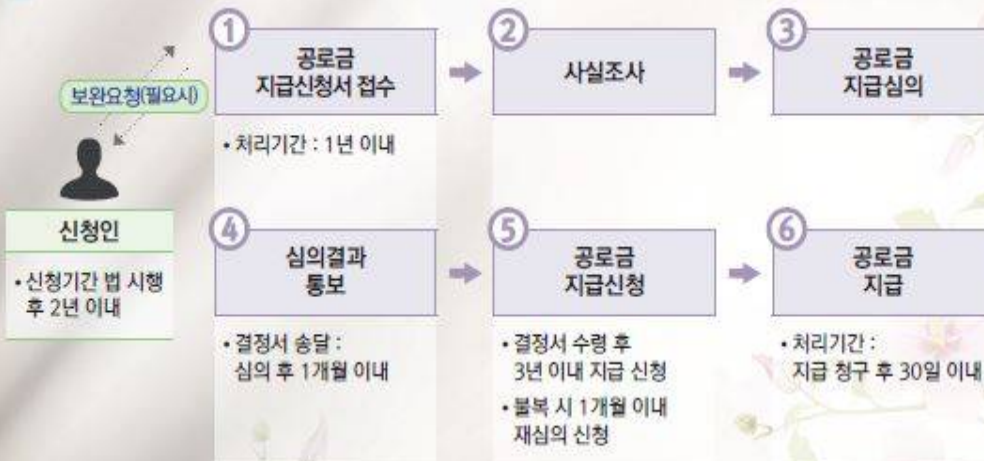 ①
공로금
지급신청서 접수
②
사실조사
③
공로금
지급심의
보완요청(필요시)
• 처리기간 : 1년 이내
신청인
• 신청기간 법 시행
후 2년 이내
④
심의결과
통보
⑤
공로금
지급신청
⑥
공로금
지급
• 결정서 송달 :
심의 후 1개월 이내
• 결정서 수령 후
3년 이내 지급 신청
• 불복 시 1개월 이내
재심의 신청
• 처리기간 :
지급 청구 후 30일 이내